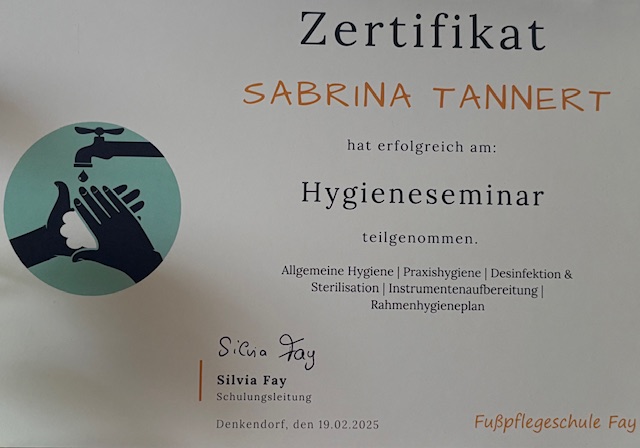 Zertifikat
SABRINA TANNERT
hat erfolgreich am:
Hygieneseminar
teilgenommen.
Allgemeine Hygiene | Praxishygiene | Desinfektion &
Sterilisation | Instrumentenaufbereitung |
Rahmenhygieneplan
Silvia Fay
Silvia Fay
Schulungsleitung
Denkendorf, den 19.02.2025
Fußpflegeschule Fay